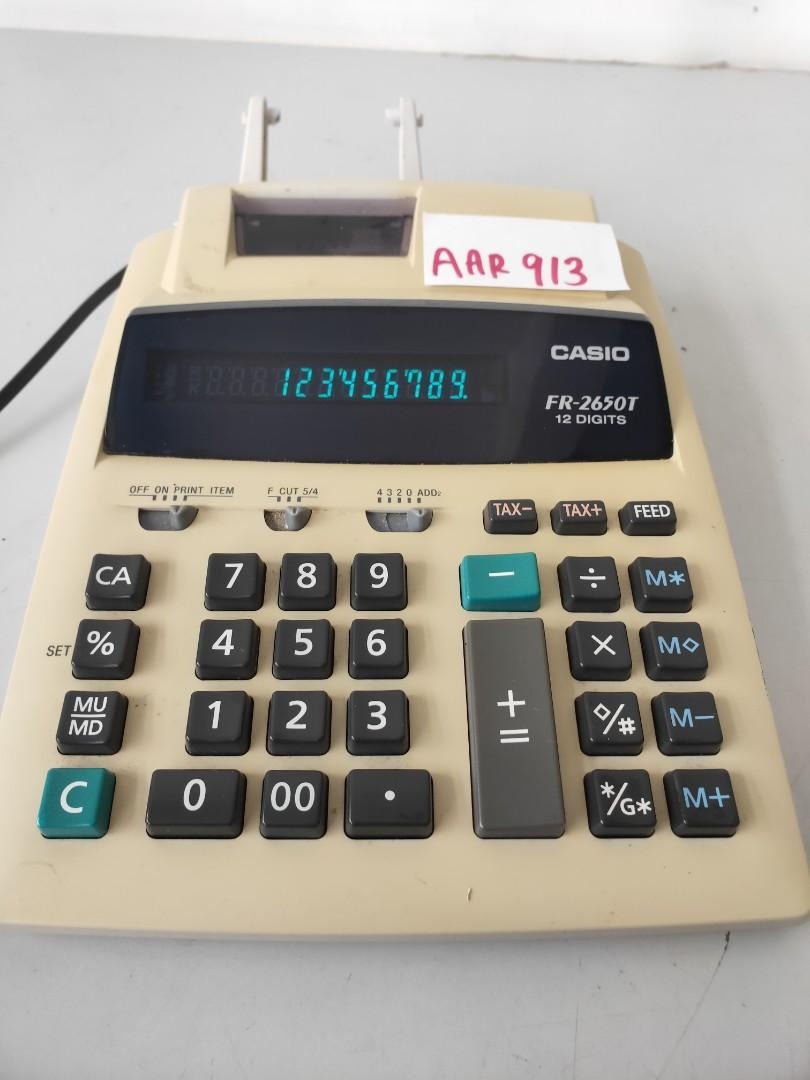 AAR 913
CASIO
123456789.
FR-2650T
12 DIGITS
OFF ON PRINT ITEM
F CUT 5/4
4 3 2 0 ADD₂
TAX− TAX+ FEED
CA 7 8 9 − ÷ M*
SET % 4 5 6 × M◇
MU
MD 1 2 3 + = ◇/# M−
C 0 00 • */G* M+